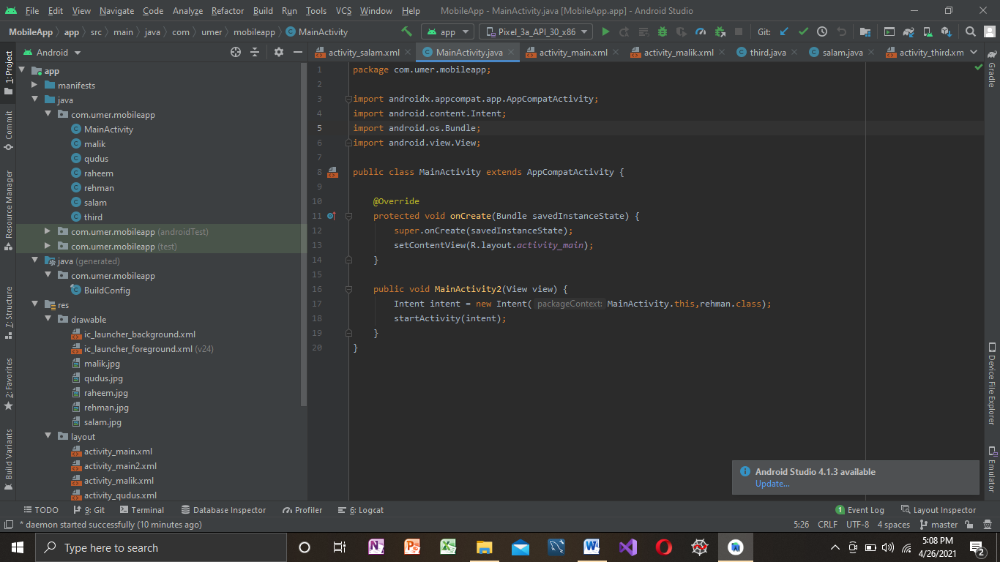 File Edit View Navigate Code Analyze Refactor Build Run Tools VCS Window Help MobileApp - MainActivity.java [MobileApp.app] - Android Studio
MobileApp app src main java com umer mobileapp MainActivity app Pixel_3a_API_30_x86 Git:
Android
activity_salam.xml MainActivity.java activity_main.xml activity_malik.xml third.java salam.java activity_third.xm
1: Project
Commit
Resource Manager
7: Structure
2: Favorites
Build Variants
app
manifests
java
com.umer.mobileapp
MainActivity
malik
qudus
raheem
rehman
salam
third
com.umer.mobileapp (androidTest)
com.umer.mobileapp (test)
java (generated)
com.umer.mobileapp
BuildConfig
res
drawable
ic_launcher_background.xml
ic_launcher_foreground.xml (v24)
malik.jpg
qudus.jpg
raheem.jpg
rehman.jpg
salam.jpg
layout
activity_main.xml
activity_main2.xml
activity_malik.xml
activity_qudus.xml
1 package com.umer.mobileapp;
2
3 import androidx.appcompat.app.AppCompatActivity;
4 import android.content.Intent;
5 import android.os.Bundle;
6 import android.view.View;
7
8 public class MainActivity extends AppCompatActivity {
9
10 @Override
11 protected void onCreate(Bundle savedInstanceState) {
12 super.onCreate(savedInstanceState);
13 setContentView(R.layout.activity_main);
14 }
15
16 public void MainActivity2(View view) {
17 Intent intent = new Intent( packageContext: MainActivity.this,rehman.class);
18 startActivity(intent);
19 }
20 }
Gradle
Device File Explorer
Emulator
Android Studio 4.1.3 available
Update...
TODO 9: Git Terminal Database Inspector Profiler 6: Logcat 1 Event Log Layout Inspector
* daemon started successfully (10 minutes ago) 5:26 CRLF UTF-8 4 spaces master
Type here to search
5:08 PM
4/26/2021
2